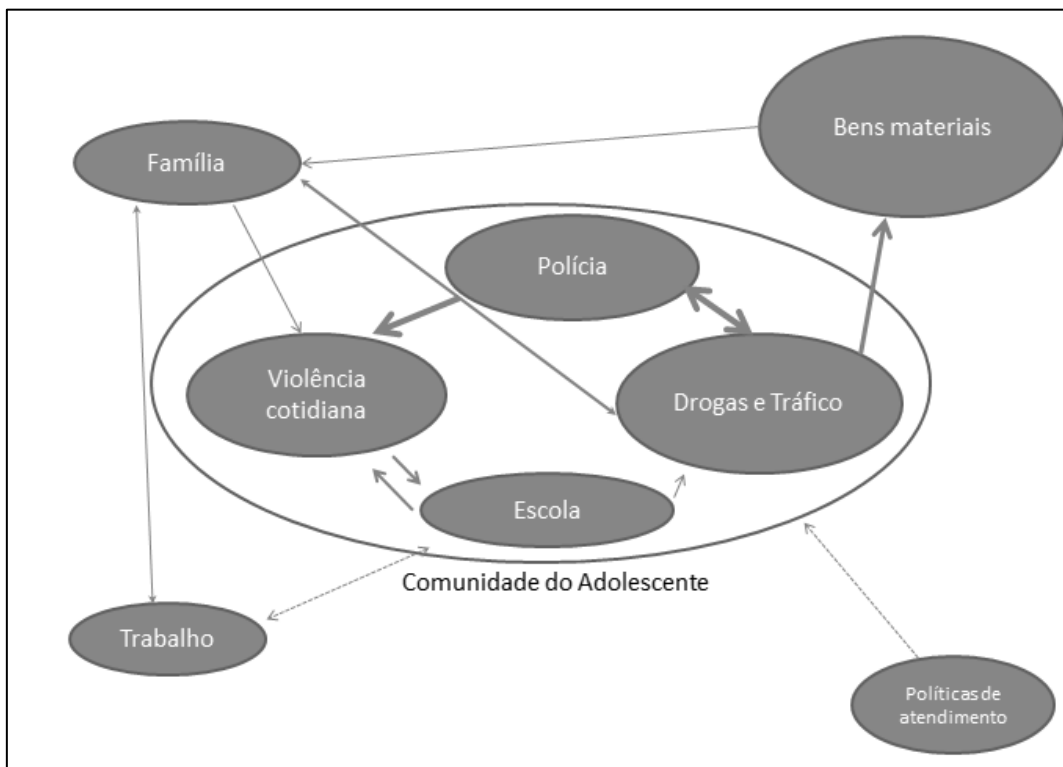 Bens materiais
Família
Polícia
Violência
cotidiana
Drogas e Tráfico
Escola
Comunidade do Adolescente
Trabalho
Políticas de
atendimento